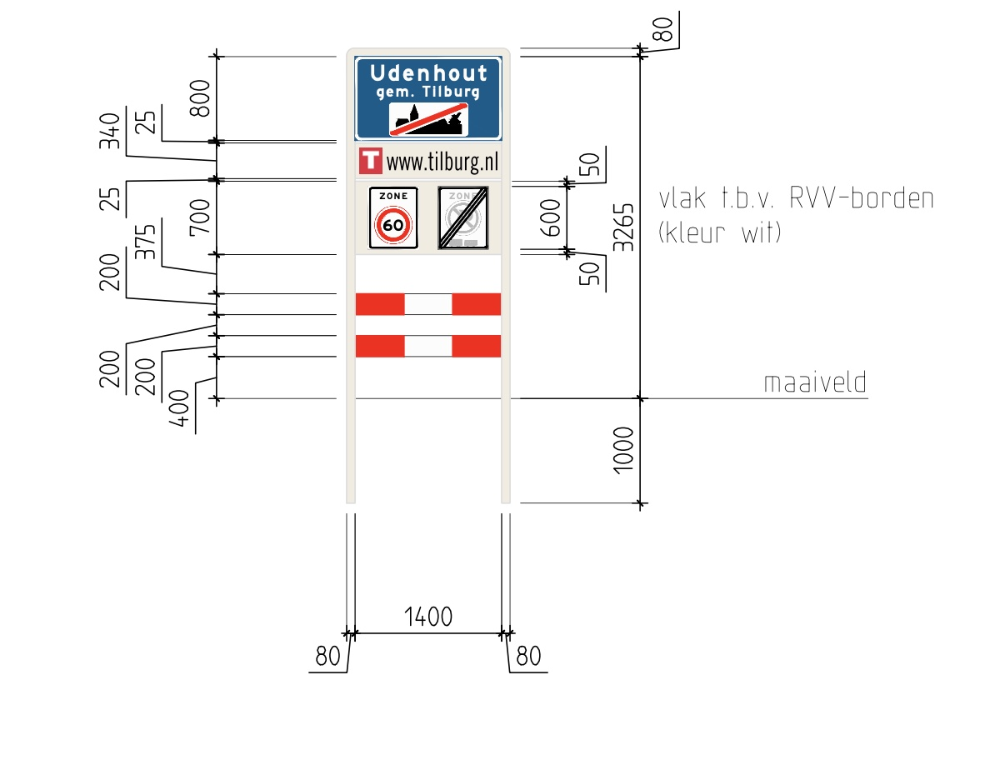 80
Udenhout
gem. Tilburg
T www.tilburg.nl
ZONE
60
ZONE
800
25
340
25
700
375
200
200
200
400
50
600
50
3265
vlak t.b.v. RVV-borden
(kleur wit)
maaiveld
1000
1400
80
80